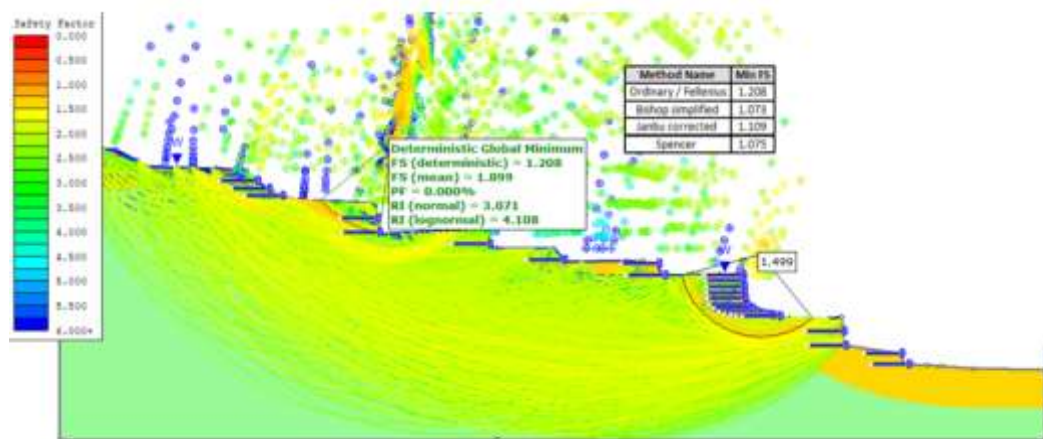 Safety Factor
0.000
0.500
1.000
1.500
2.000
2.500
3.000
3.500
4.000
4.500
5.000
5.500
6.000+
W
Deterministic Global Minimum
FS (deterministic) = 1.208
FS (mean) = 1.899
PF = 0.000%
RI (normal) = 3.071
RI (lognormal) = 4.108
Method Name Min FS
Ordinary / Fellenius 1.208
Bishop simplified 1.073
Janbu corrected 1.109
Spencer 1.075
W
1.499